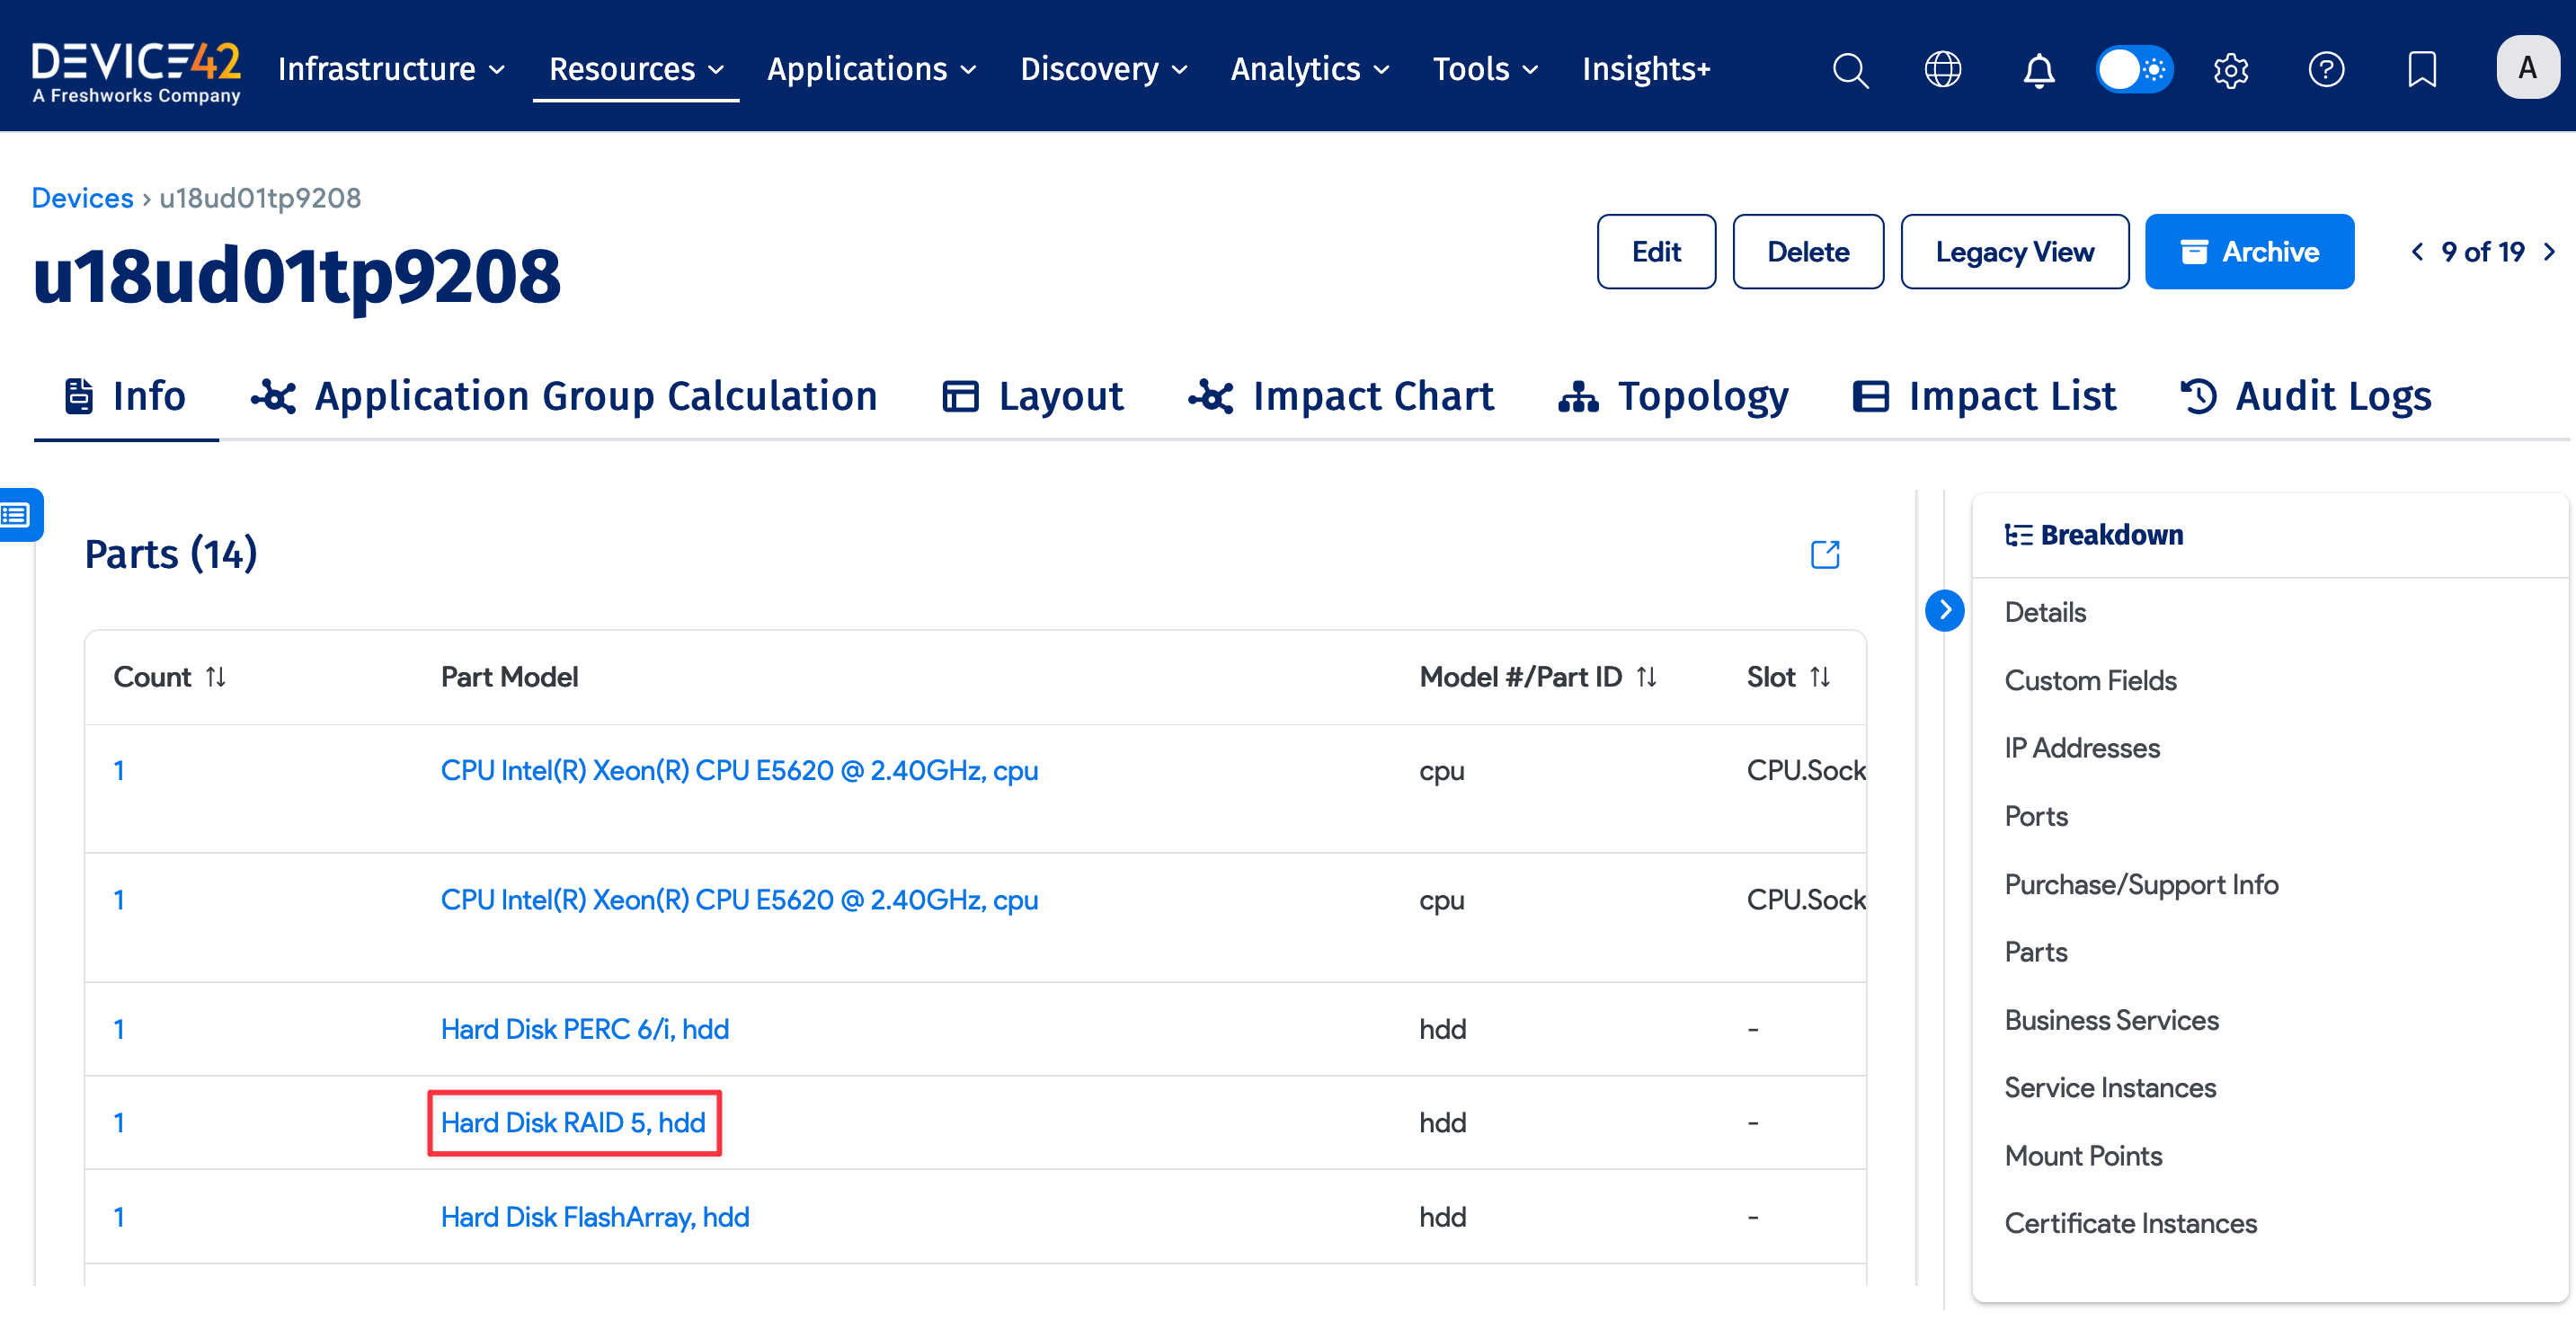 DEVICE42
A Freshworks Company
Infrastructure Resources Applications Discovery Analytics Tools Insights+ A
Devices › u18ud01tp9208
u18ud01tp9208
Edit Delete Legacy View Archive 9 of 19
Info Application Group Calculation Layout Impact Chart Topology Impact List Audit Logs
Parts (14)
Count Part Model Model #/Part ID Slot
1 CPU Intel(R) Xeon(R) CPU E5620 @ 2.40GHz, cpu cpu CPU.Sock
1 CPU Intel(R) Xeon(R) CPU E5620 @ 2.40GHz, cpu cpu CPU.Sock
1 Hard Disk PERC 6/i, hdd hdd -
1 Hard Disk RAID 5, hdd hdd -
1 Hard Disk FlashArray, hdd hdd -
Breakdown
Details
Custom Fields
IP Addresses
Ports
Purchase/Support Info
Parts
Business Services
Service Instances
Mount Points
Certificate Instances